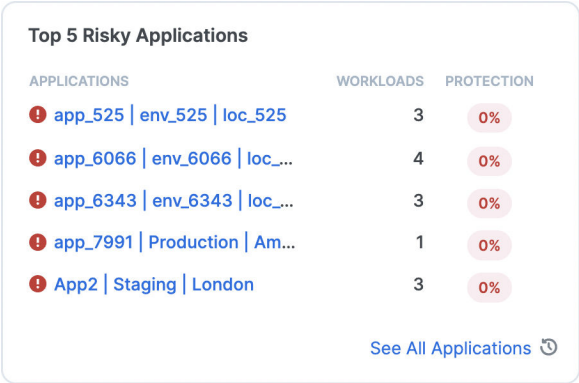 Top 5 Risky Applications
APPLICATIONS WORKLOADS PROTECTION
app_525 | env_525 | loc_525 3 0%
app_6066 | env_6066 | loc_... 4 0%
app_6343 | env_6343 | loc_... 3 0%
app_7991 | Production | Am... 1 0%
App2 | Staging | London 3 0%
See All Applications